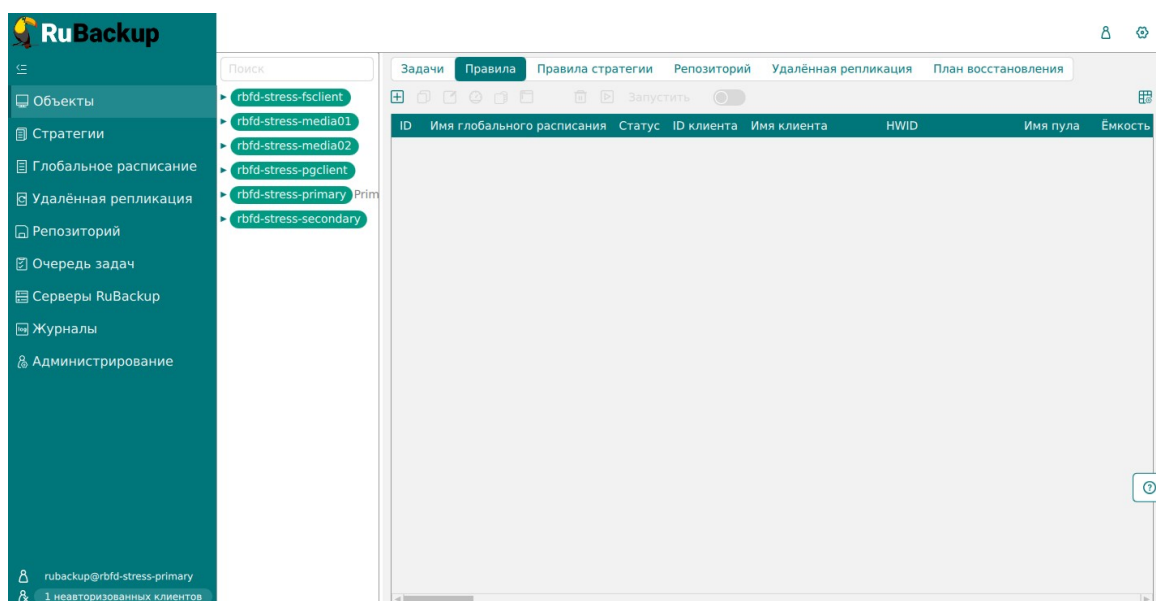 RuBackup
Объекты
Стратегии
Глобальное расписание
Удалённая репликация
Репозиторий
Очередь задач
Серверы RuBackup
log Журналы
Администрирование
rubackup@rbfd-stress-primary
1 неавторизованных клиентов
Поиск
rbfd-stress-fsclient
rbfd-stress-media01
rbfd-stress-media02
rbfd-stress-pgclient
rbfd-stress-primary Prim
rbfd-stress-secondary
Задачи Правила Правила стратегии Репозиторий Удалённая репликация План восстановления
Запустить
ID Имя глобального расписания Статус ID клиента Имя клиента HWID Имя пула Ёмкость